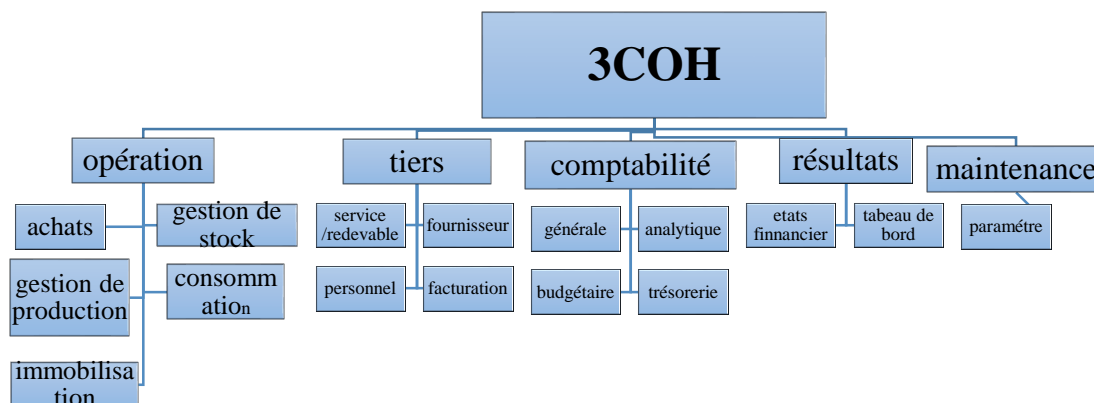 3COH
opération
tiers
comptabilité
résultats
maintenance
achats
gestion de
stock
gestion de
production
consomm
ation
immobilisa
tion
service
/redevable
fournisseur
personnel
facturation
générale
analytique
budgétaire
trésorerie
etats
finnancier
tabeau de
bord
paramétre